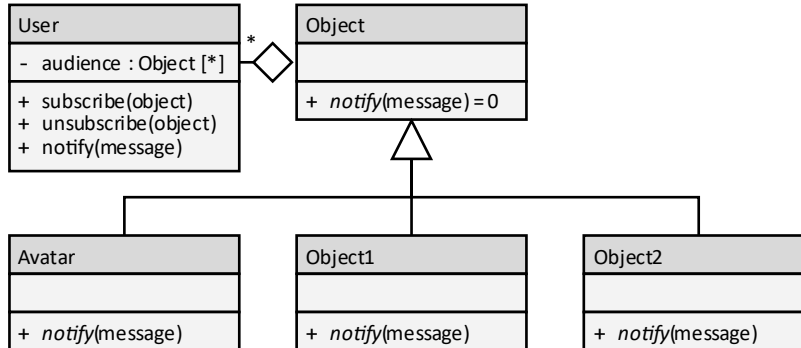 User
- audience : Object [*]
+ subscribe(object)
+ unsubscribe(object)
+ notify(message)
*
Object
+ notify(message) = 0
Avatar
+ notify(message)
Object1
+ notify(message)
Object2
+ notify(message)